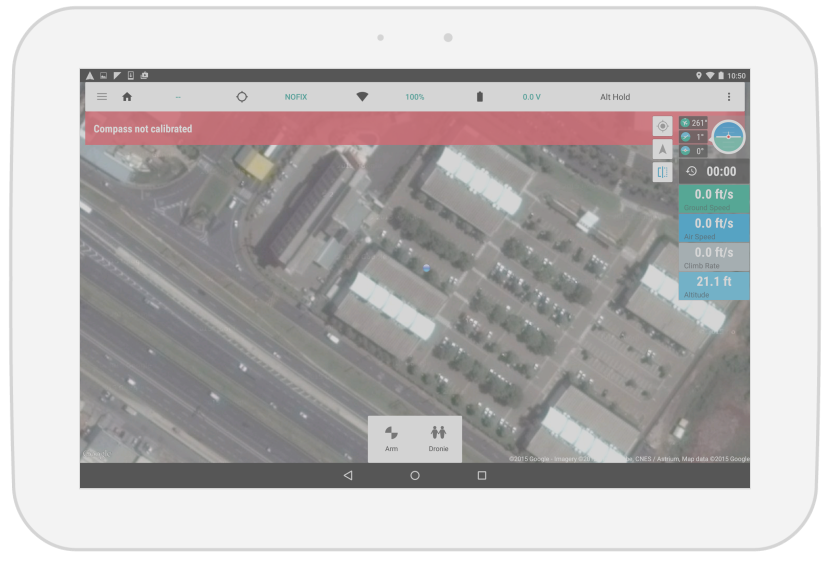 10:50
--
NOFIX
100%
0.0 V
Alt Hold
Compass not calibrated
261°
1°
0°
00:00
0.0 ft/s
Ground Speed
0.0 ft/s
Air Speed
0.0 ft/s
Climb Rate
21.1 ft
Altitude
Arm
Dronie
Google
©2015 Google - Imagery ©20 CNES / Astrium, Map data ©2015 Google